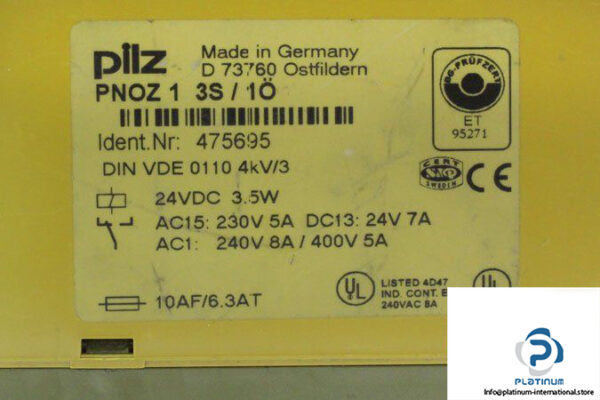 pilz
Made in Germany
D 73760 Ostfildern
PNOZ 1 3S / 1Ö
Ident.Nr: 475695
DIN VDE 0110 4kV/3
24VDC 3.5W
AC15: 230V 5A DC13: 24V 7A
AC1: 240V 8A / 400V 5A
10AF/6.3AT
BG-PRÜFZERT
ET
95271
CERT
SWEDEN
CE
UL
LISTED 4D47
IND. CONT. E
240VAC 8A
UL
PLATINUM
Info@platinum-international.store